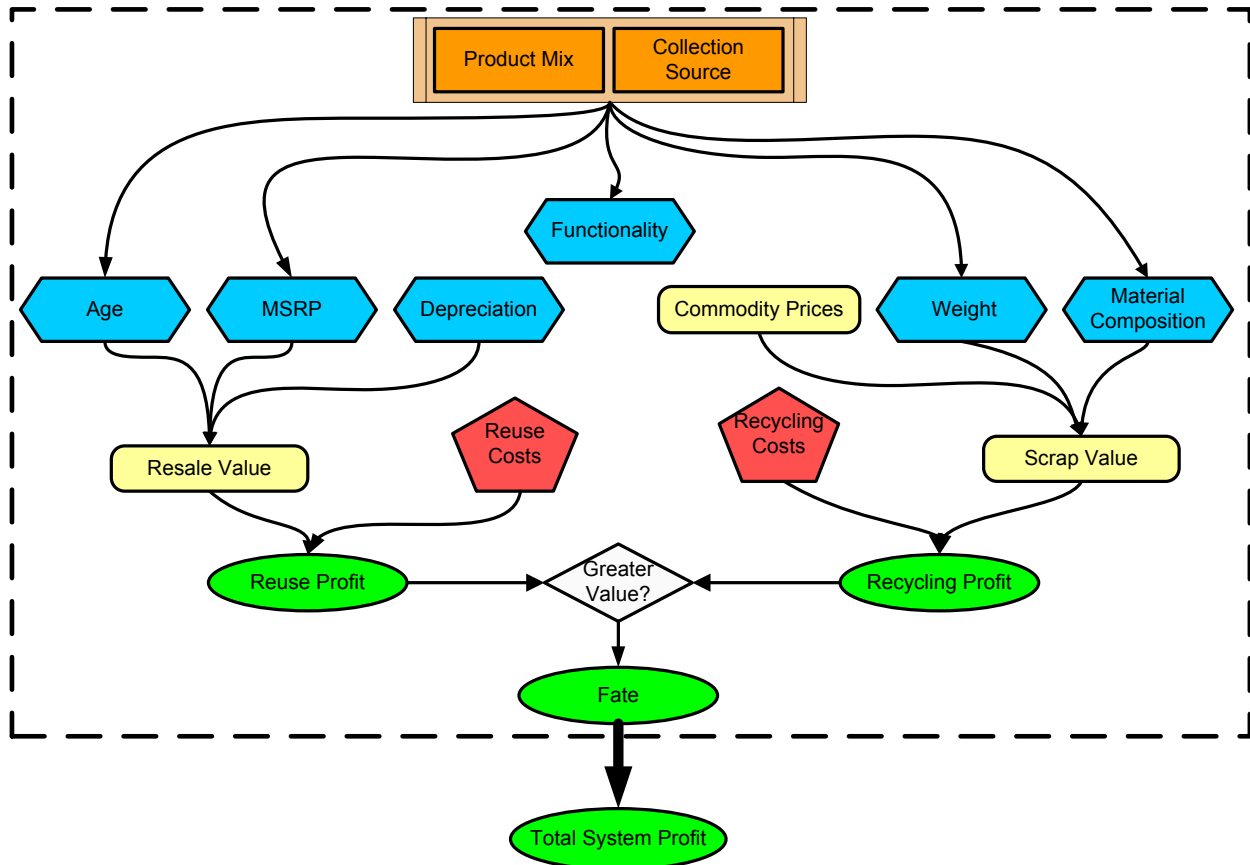 Product Mix
Collection
Source
Functionality
Age
MSRP
Depreciation
Commodity Prices
Weight
Material
Composition
Resale Value
Reuse
Costs
Recycling
Costs
Scrap Value
Reuse Profit
Greater
Value?
Recycling Profit
Fate
Total System Profit